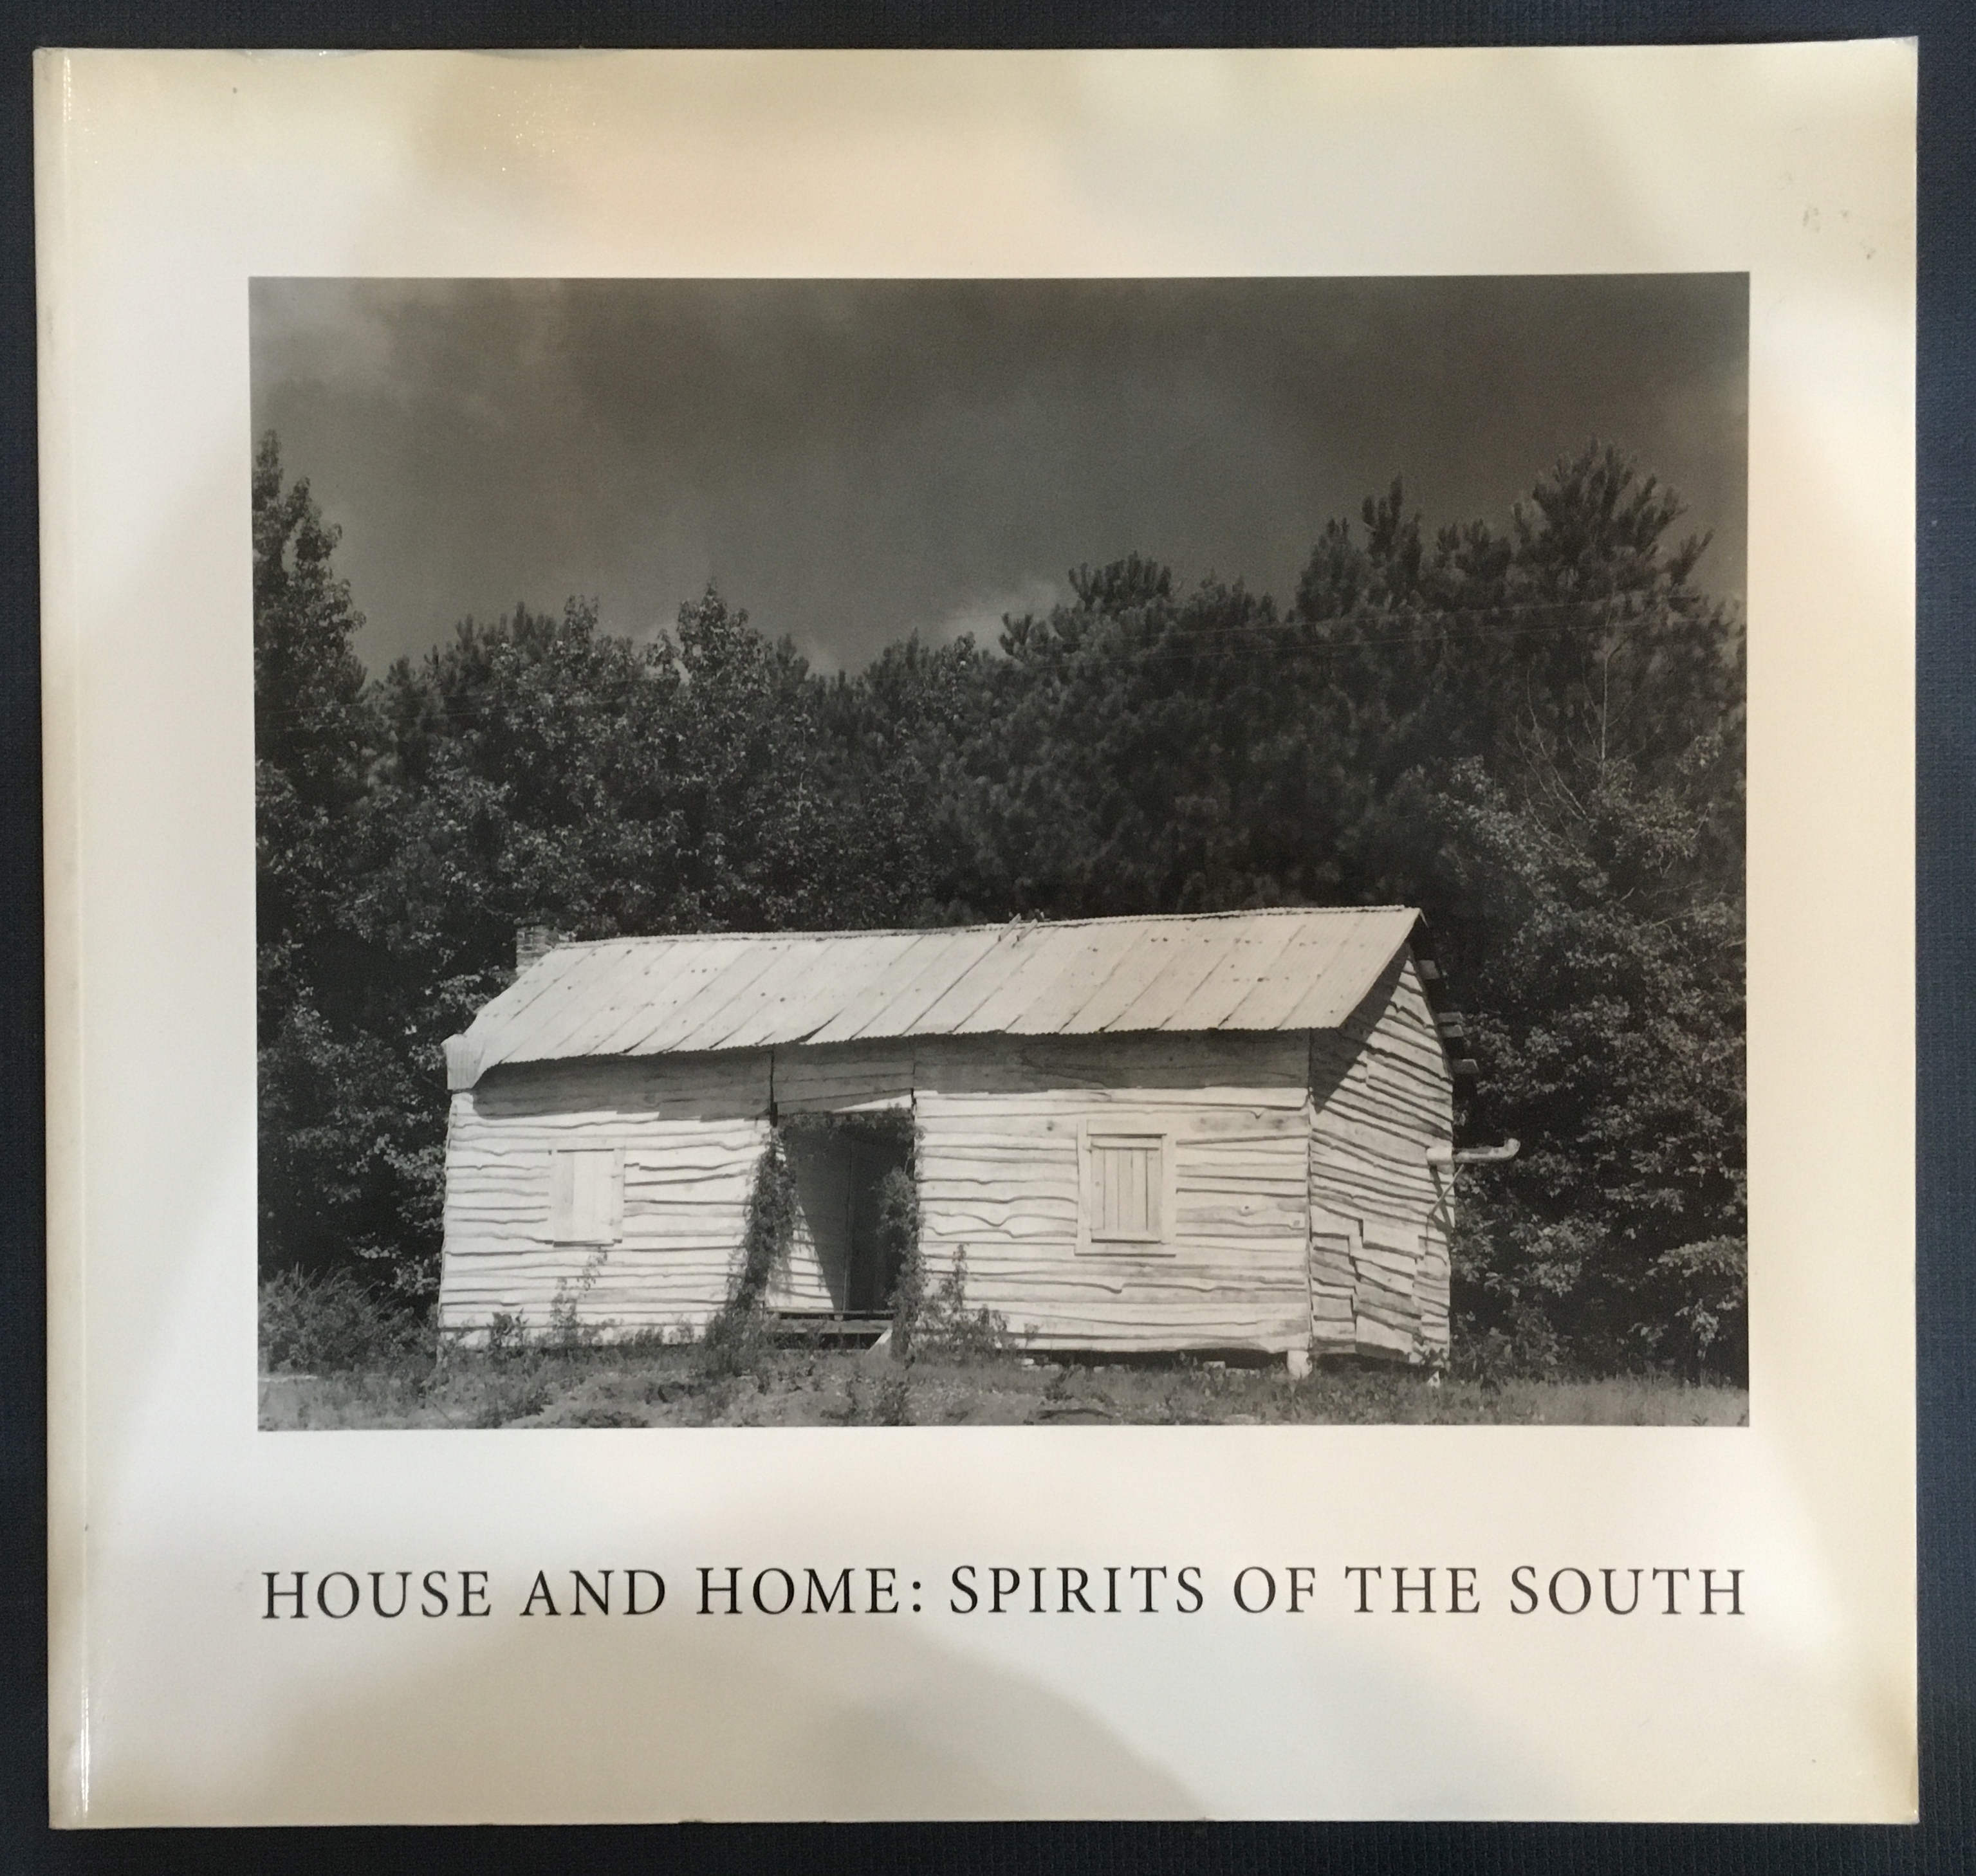 HOUSE AND HOME: SPIRITS OF THE SOUTH